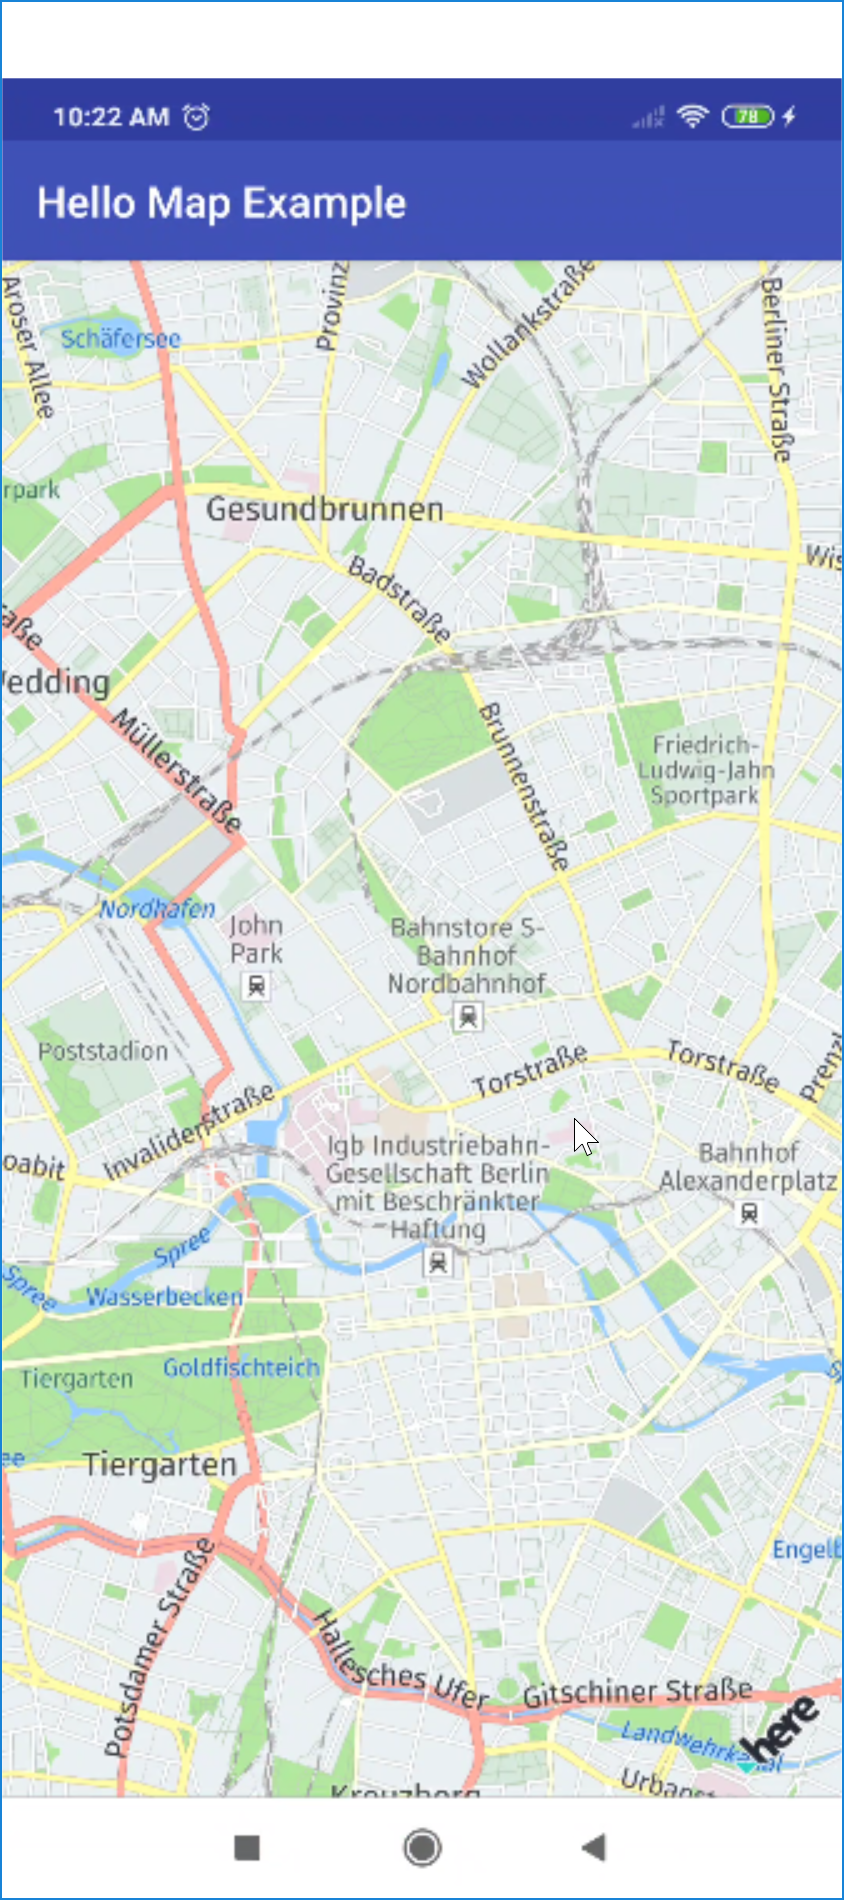 10:22 AM
78
Hello Map Example
Aroser Allee
Schäfersee
Provinz
Wollankstraße
Berliner Straße
rpark
Gesundbrunnen
Wis
Badstraße
aße
edding
Müllerstraße
Brunnenstraße
Friedrich-
Ludwig-Jahn
Sportpark
Nordhafen
John
Park
Bahnstore S-
Bahnhof
Nordbahnhof
Poststadion
Torstraße
Torstraße
Prenzl
Invalidenstraße
oabit
Igb Industriebahn-
Gesellschaft Berlin
mit Beschränkter
Haftung
Bahnhof
Alexanderplatz
Spree
Spree
Wasserbecken
Tiergarten
Goldfischteich
ee
Tiergarten
Engelb
Potsdamer Straße
Hallesches Ufer
Gitschiner Straße
here
Landwehrkanal
Urbanst
Kreuzberg